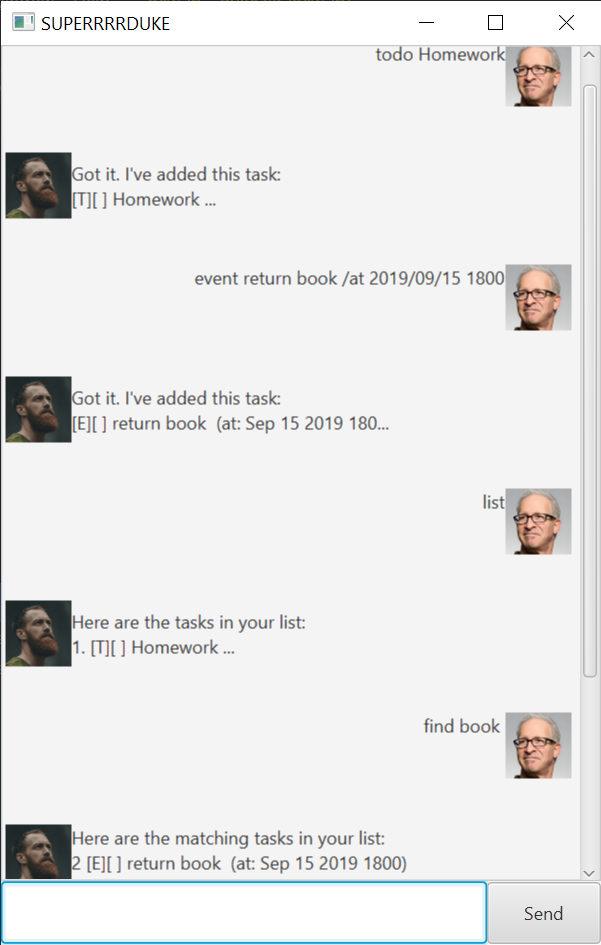 SUPERRRRDUKE
todo Homework
Got it. I've added this task:
[T][ ] Homework ...
event return book /at 2019/09/15 1800
Got it. I've added this task:
[E][ ] return book  (at: Sep 15 2019 180...
list
Here are the tasks in your list:
1. [T][ ] Homework ...
find book
Here are the matching tasks in your list:
2 [E][ ] return book  (at: Sep 15 2019 1800)
Send